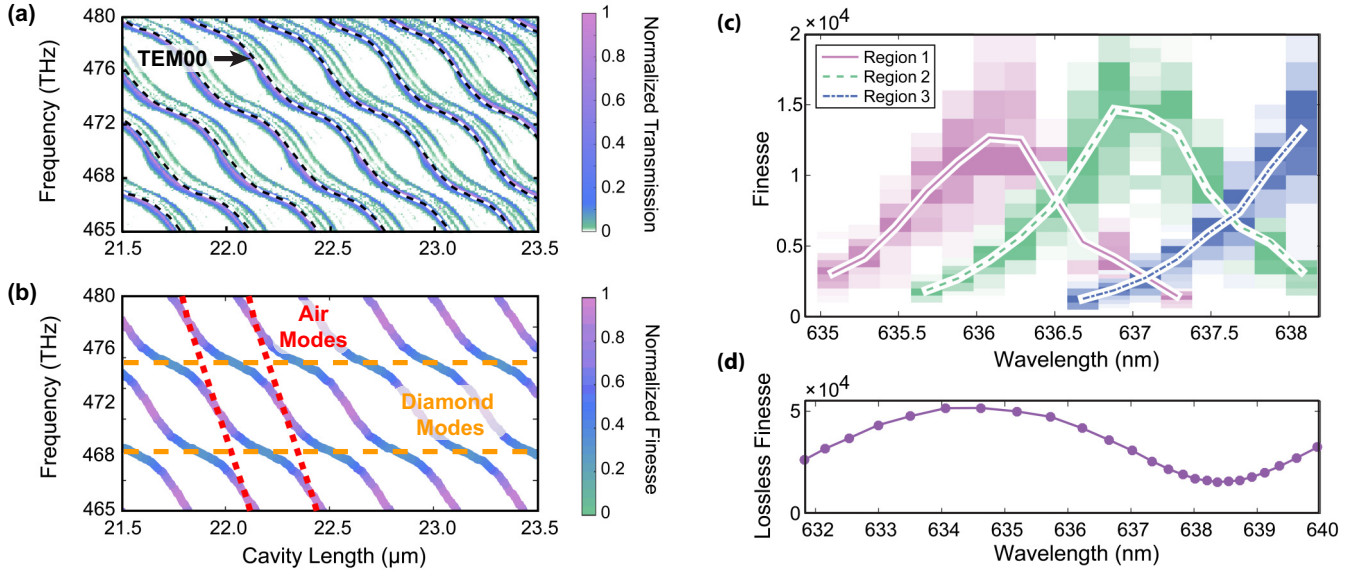 (a)
480
476
472
468
465
Frequency (THz)
TEM00
21.5
22.0
22.5
23.0
23.5
1
0.8
0.6
0.4
0.2
0
Normalized Transmission
(b)
480
476
472
468
465
Frequency (THz)
Air
Modes
Diamond
Modes
21.5
22.0
22.5
23.0
23.5
Cavity Length (μm)
1
0.8
0.6
0.4
0.2
0
Normalized Finesse
(c)
×10⁴
2
1.5
1.0
0.5
0
Finesse
Region 1
Region 2
Region 3
635
635.5
636
636.5
637
637.5
638
Wavelength (nm)
(d)
×10⁴
5
0
Lossless Finesse
632
633
634
635
636
637
638
639
640
Wavelength (nm)